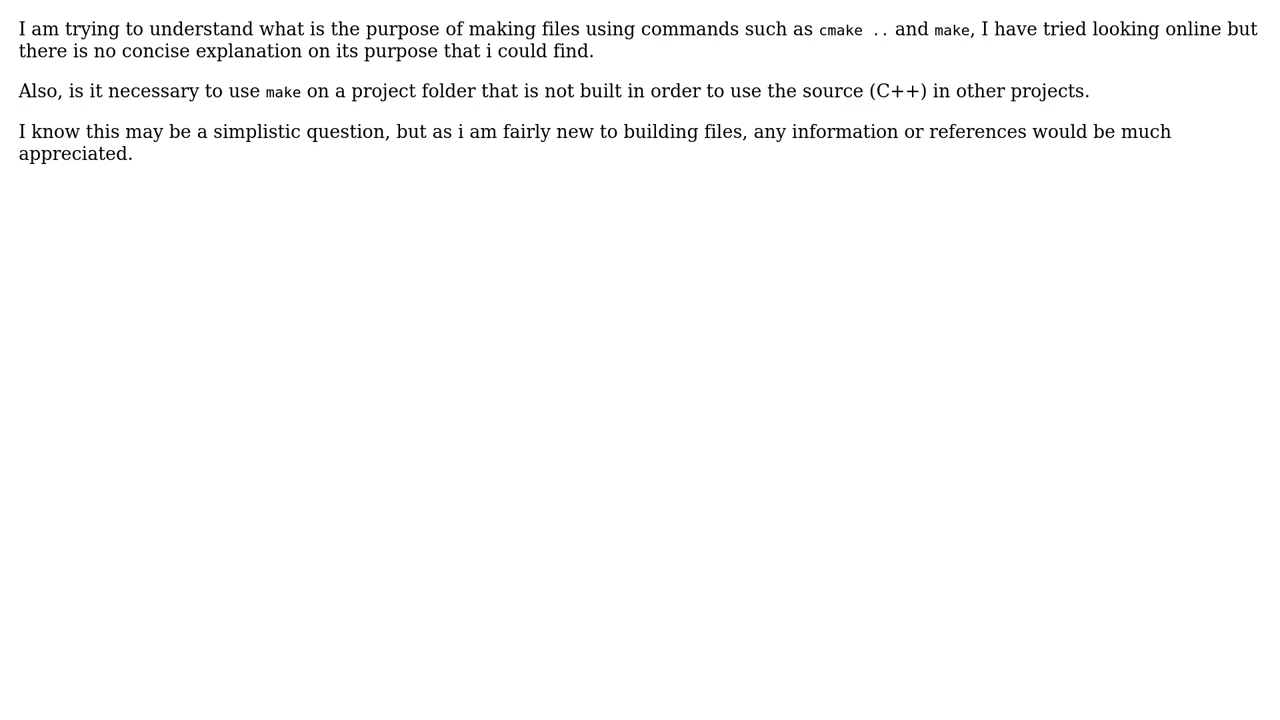 I am trying to understand what is the purpose of making files using commands such as cmake .. and make, I have tried looking online but
there is no concise explanation on its purpose that i could find.
Also, is it necessary to use make on a project folder that is not built in order to use the source (C++) in other projects.
I know this may be a simplistic question, but as i am fairly new to building files, any information or references would be much
appreciated.